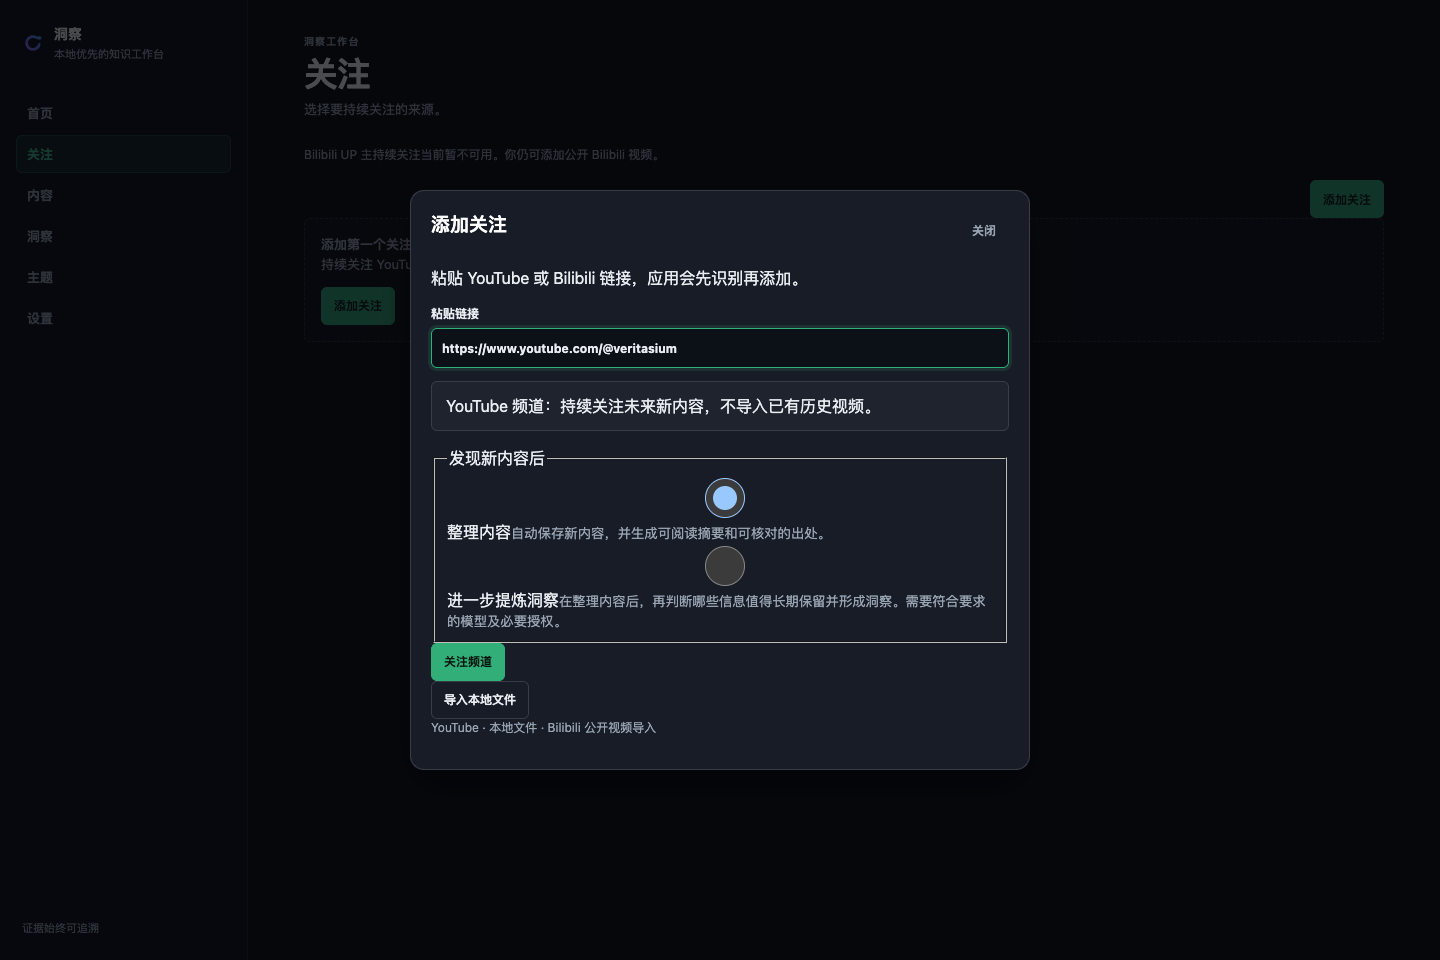 洞察
本地优先的知识工作台
首页
关注
内容
洞察
主题
设置
证据始终可追溯
洞察工作台
关注
选择要持续关注的来源。
Bilibili UP 主持续关注当前暂不可用。你仍可添加公开 Bilibili 视频。
添加关注
添加第一个关注
持续关注 YouTu
添加关注
添加关注
关闭
粘贴 YouTube 或 Bilibili 链接，应用会先识别再添加。
粘贴链接
https://www.youtube.com/@veritasium
YouTube 频道：持续关注未来新内容，不导入已有历史视频。
发现新内容后
整理内容自动保存新内容，并生成可阅读摘要和可核对的出处。
进一步提炼洞察在整理内容后，再判断哪些信息值得长期保留并形成洞察。需要符合要求
的模型及必要授权。
关注频道
导入本地文件
YouTube · 本地文件 · Bilibili 公开视频导入